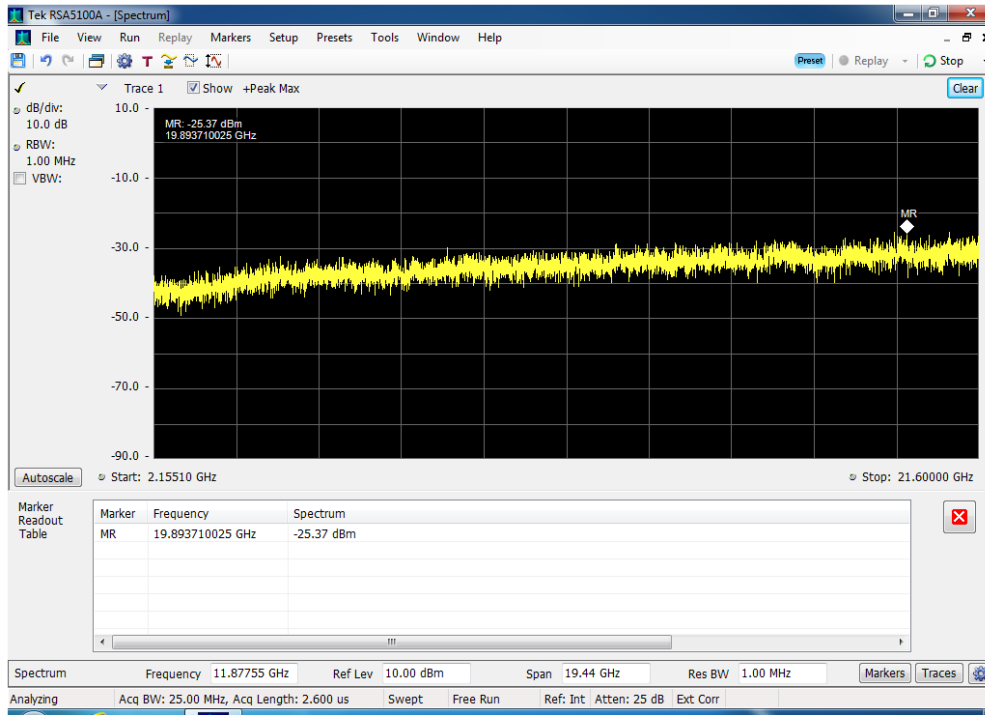 Tek RSA5100A - [Spectrum]
File View Run Replay Markers Setup Presets Tools Window Help
T Preset Replay Stop
Trace 1 Show +Peak Max Clear
dB/div:
10.0 dB
RBW:
1.00 MHz
VBW:
10.0
MR: -25.37 dBm
19.893710025 GHz
-10.0
MR
-30.0
-50.0
-70.0
-90.0
Autoscale Start: 2.15510 GHz Stop: 21.60000 GHz
Marker
Readout
Table
Marker Frequency Spectrum
MR 19.893710025 GHz -25.37 dBm
Spectrum Frequency 11.87755 GHz Ref Lev 10.00 dBm Span 19.44 GHz Res BW 1.00 MHz Markers Traces
Analyzing Acq BW: 25.00 MHz, Acq Length: 2.600 us Swept Free Run Ref: Int Atten: 25 dB Ext Corr